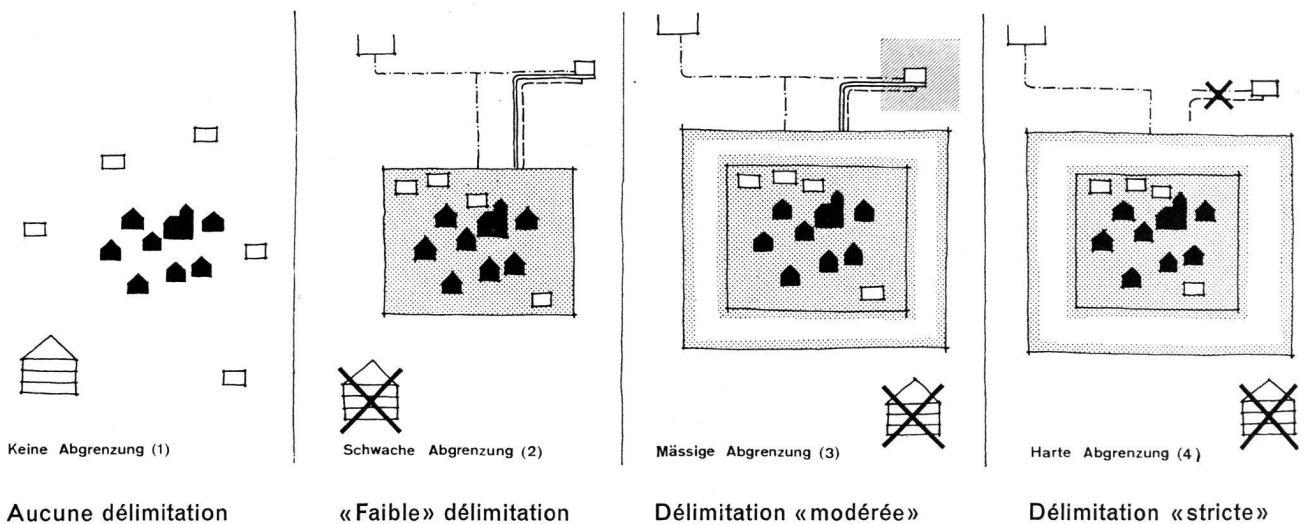 Keine Abgrenzung (1)
Schwache Abgrenzung (2)
Mässige Abgrenzung (3)
Harte Abgrenzung (4)
Aucune délimitation
«Faible» délimitation
Délimitation «modérée»
Délimitation «stricte»